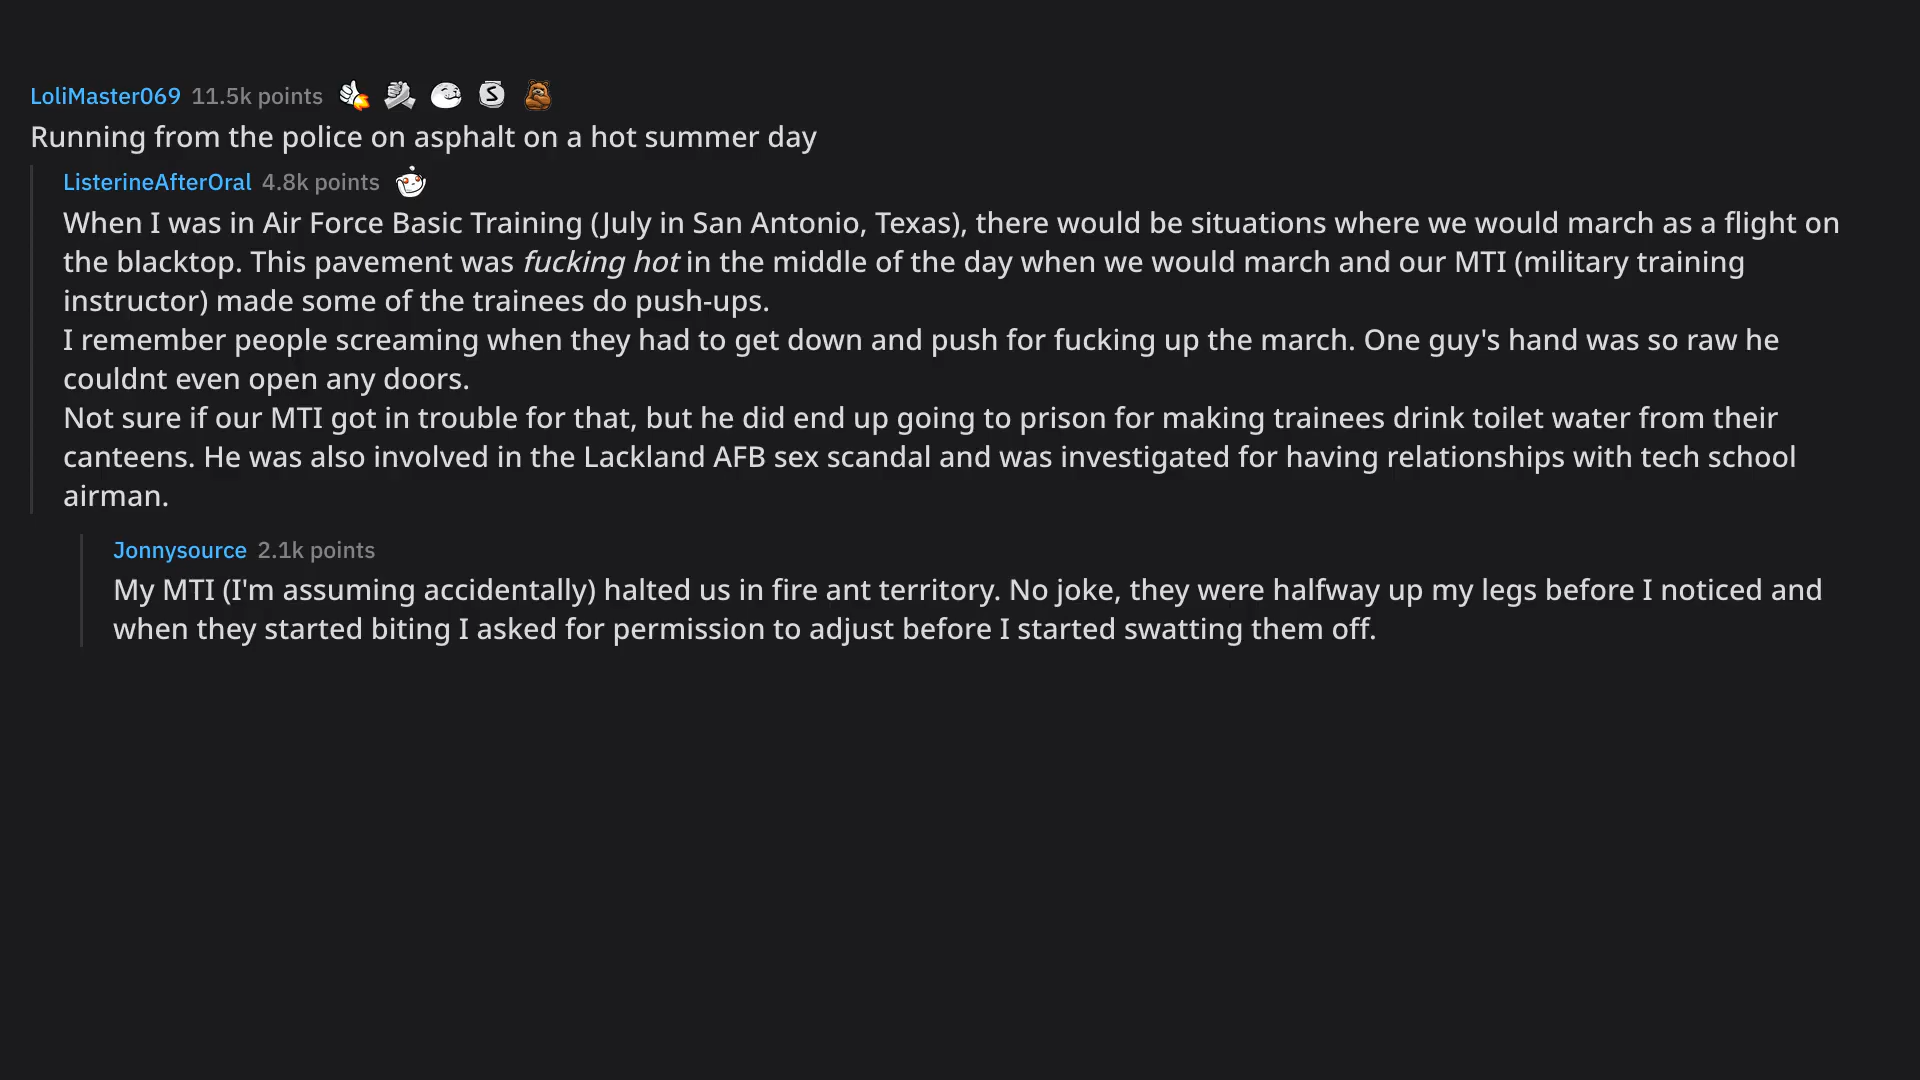 LoliMaster069 11.5k points
Running from the police on asphalt on a hot summer day
ListerineAfterOral 4.8k points
When I was in Air Force Basic Training (July in San Antonio, Texas), there would be situations where we would march as a flight on
the blacktop. This pavement was fucking hot in the middle of the day when we would march and our MTI (military training
instructor) made some of the trainees do push-ups.
I remember people screaming when they had to get down and push for fucking up the march. One guy's hand was so raw he
couldnt even open any doors.
Not sure if our MTI got in trouble for that, but he did end up going to prison for making trainees drink toilet water from their
canteens. He was also involved in the Lackland AFB sex scandal and was investigated for having relationships with tech school
airman.
Jonnysource 2.1k points
My MTI (I'm assuming accidentally) halted us in fire ant territory. No joke, they were halfway up my legs before I noticed and
when they started biting I asked for permission to adjust before I started swatting them off.